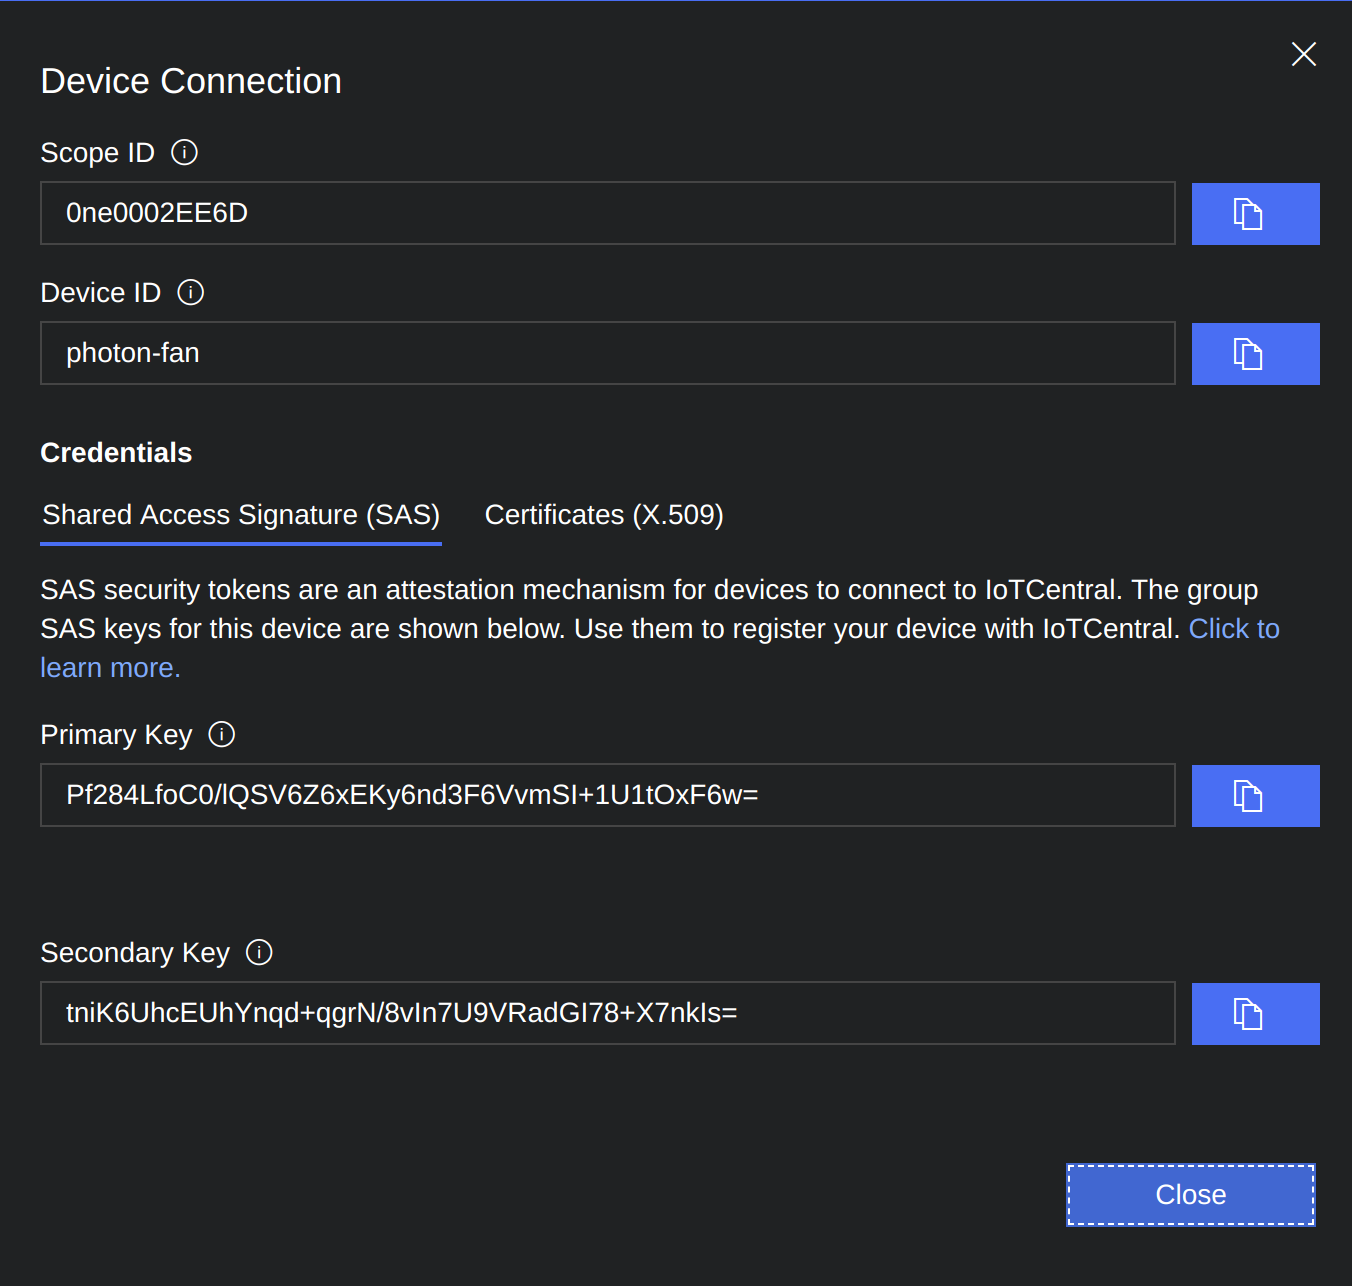 Device Connection
Scope ID
0ne0002EE6D
Device ID
photon-fan
Credentials
Shared Access Signature (SAS) Certificates (X.509)
SAS security tokens are an attestation mechanism for devices to connect to IoTCentral. The group
SAS keys for this device are shown below. Use them to register your device with IoTCentral. Click to
learn more.
Primary Key
Pf284LfoC0/lQSV6Z6xEKy6nd3F6VvmSI+1U1tOxF6w=
Secondary Key
tniK6UhcEUhYnqd+qgrN/8vIn7U9VRadGI78+X7nkIs=
Close